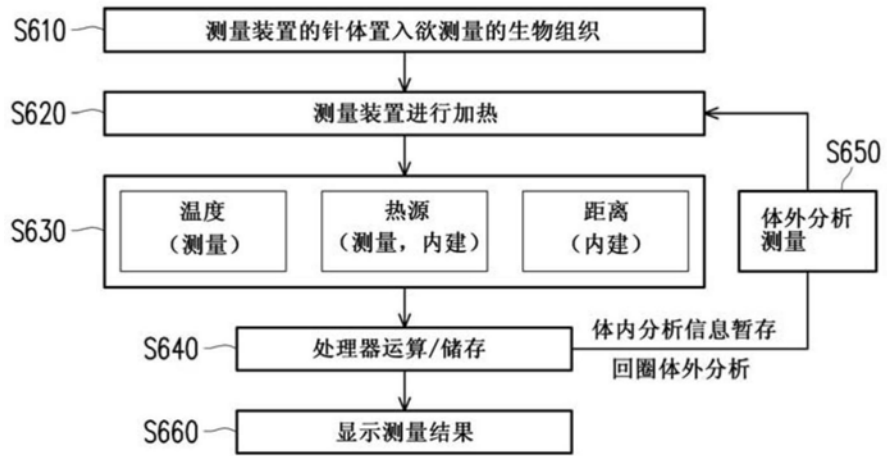 S610
测量装置的针体置入欲测量的生物组织
S620
测量装置进行加热
S650
体外分析
测量
S630
温度
（测量）
热源
（测量，内建）
距离
（内建）
S640
处理器运算/储存
体内分析信息暂存
回圈体外分析
S660
显示测量结果